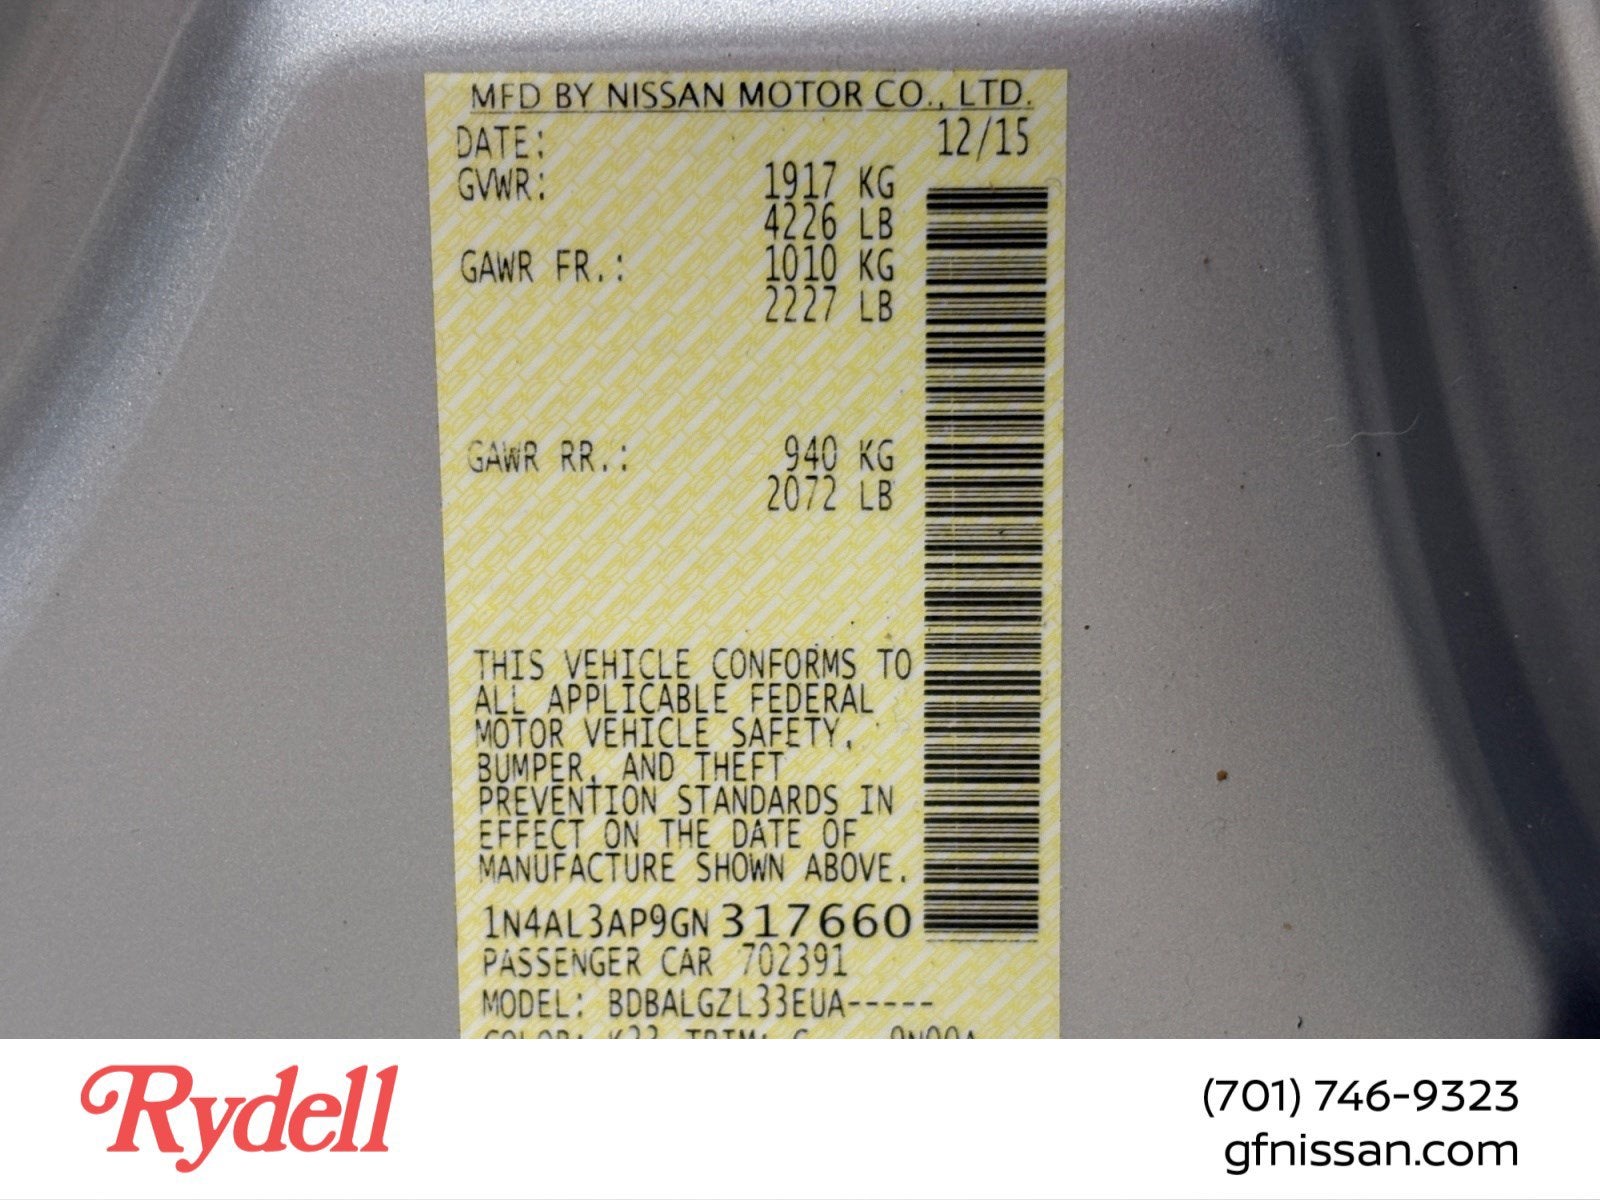 MFD BY NISSAN MOTOR CO., LTD.
DATE: 12/15
GVWR: 1917 KG
4226 LB
GAWR FR.: 1010 KG
2227 LB
GAWR RR.: 940 KG
2072 LB
THIS VEHICLE CONFORMS TO
ALL APPLICABLE FEDERAL
MOTOR VEHICLE SAFETY,
BUMPER, AND THEFT
PREVENTION STANDARDS IN
EFFECT ON THE DATE OF
MANUFACTURE SHOWN ABOVE.
1N4AL3AP9GN317660
PASSENGER CAR 702391
MODEL: BDBALGZL33EUA-----
COLOR: K23 TRIM: G
Rydell
(701) 746-9323
gfnissan.com